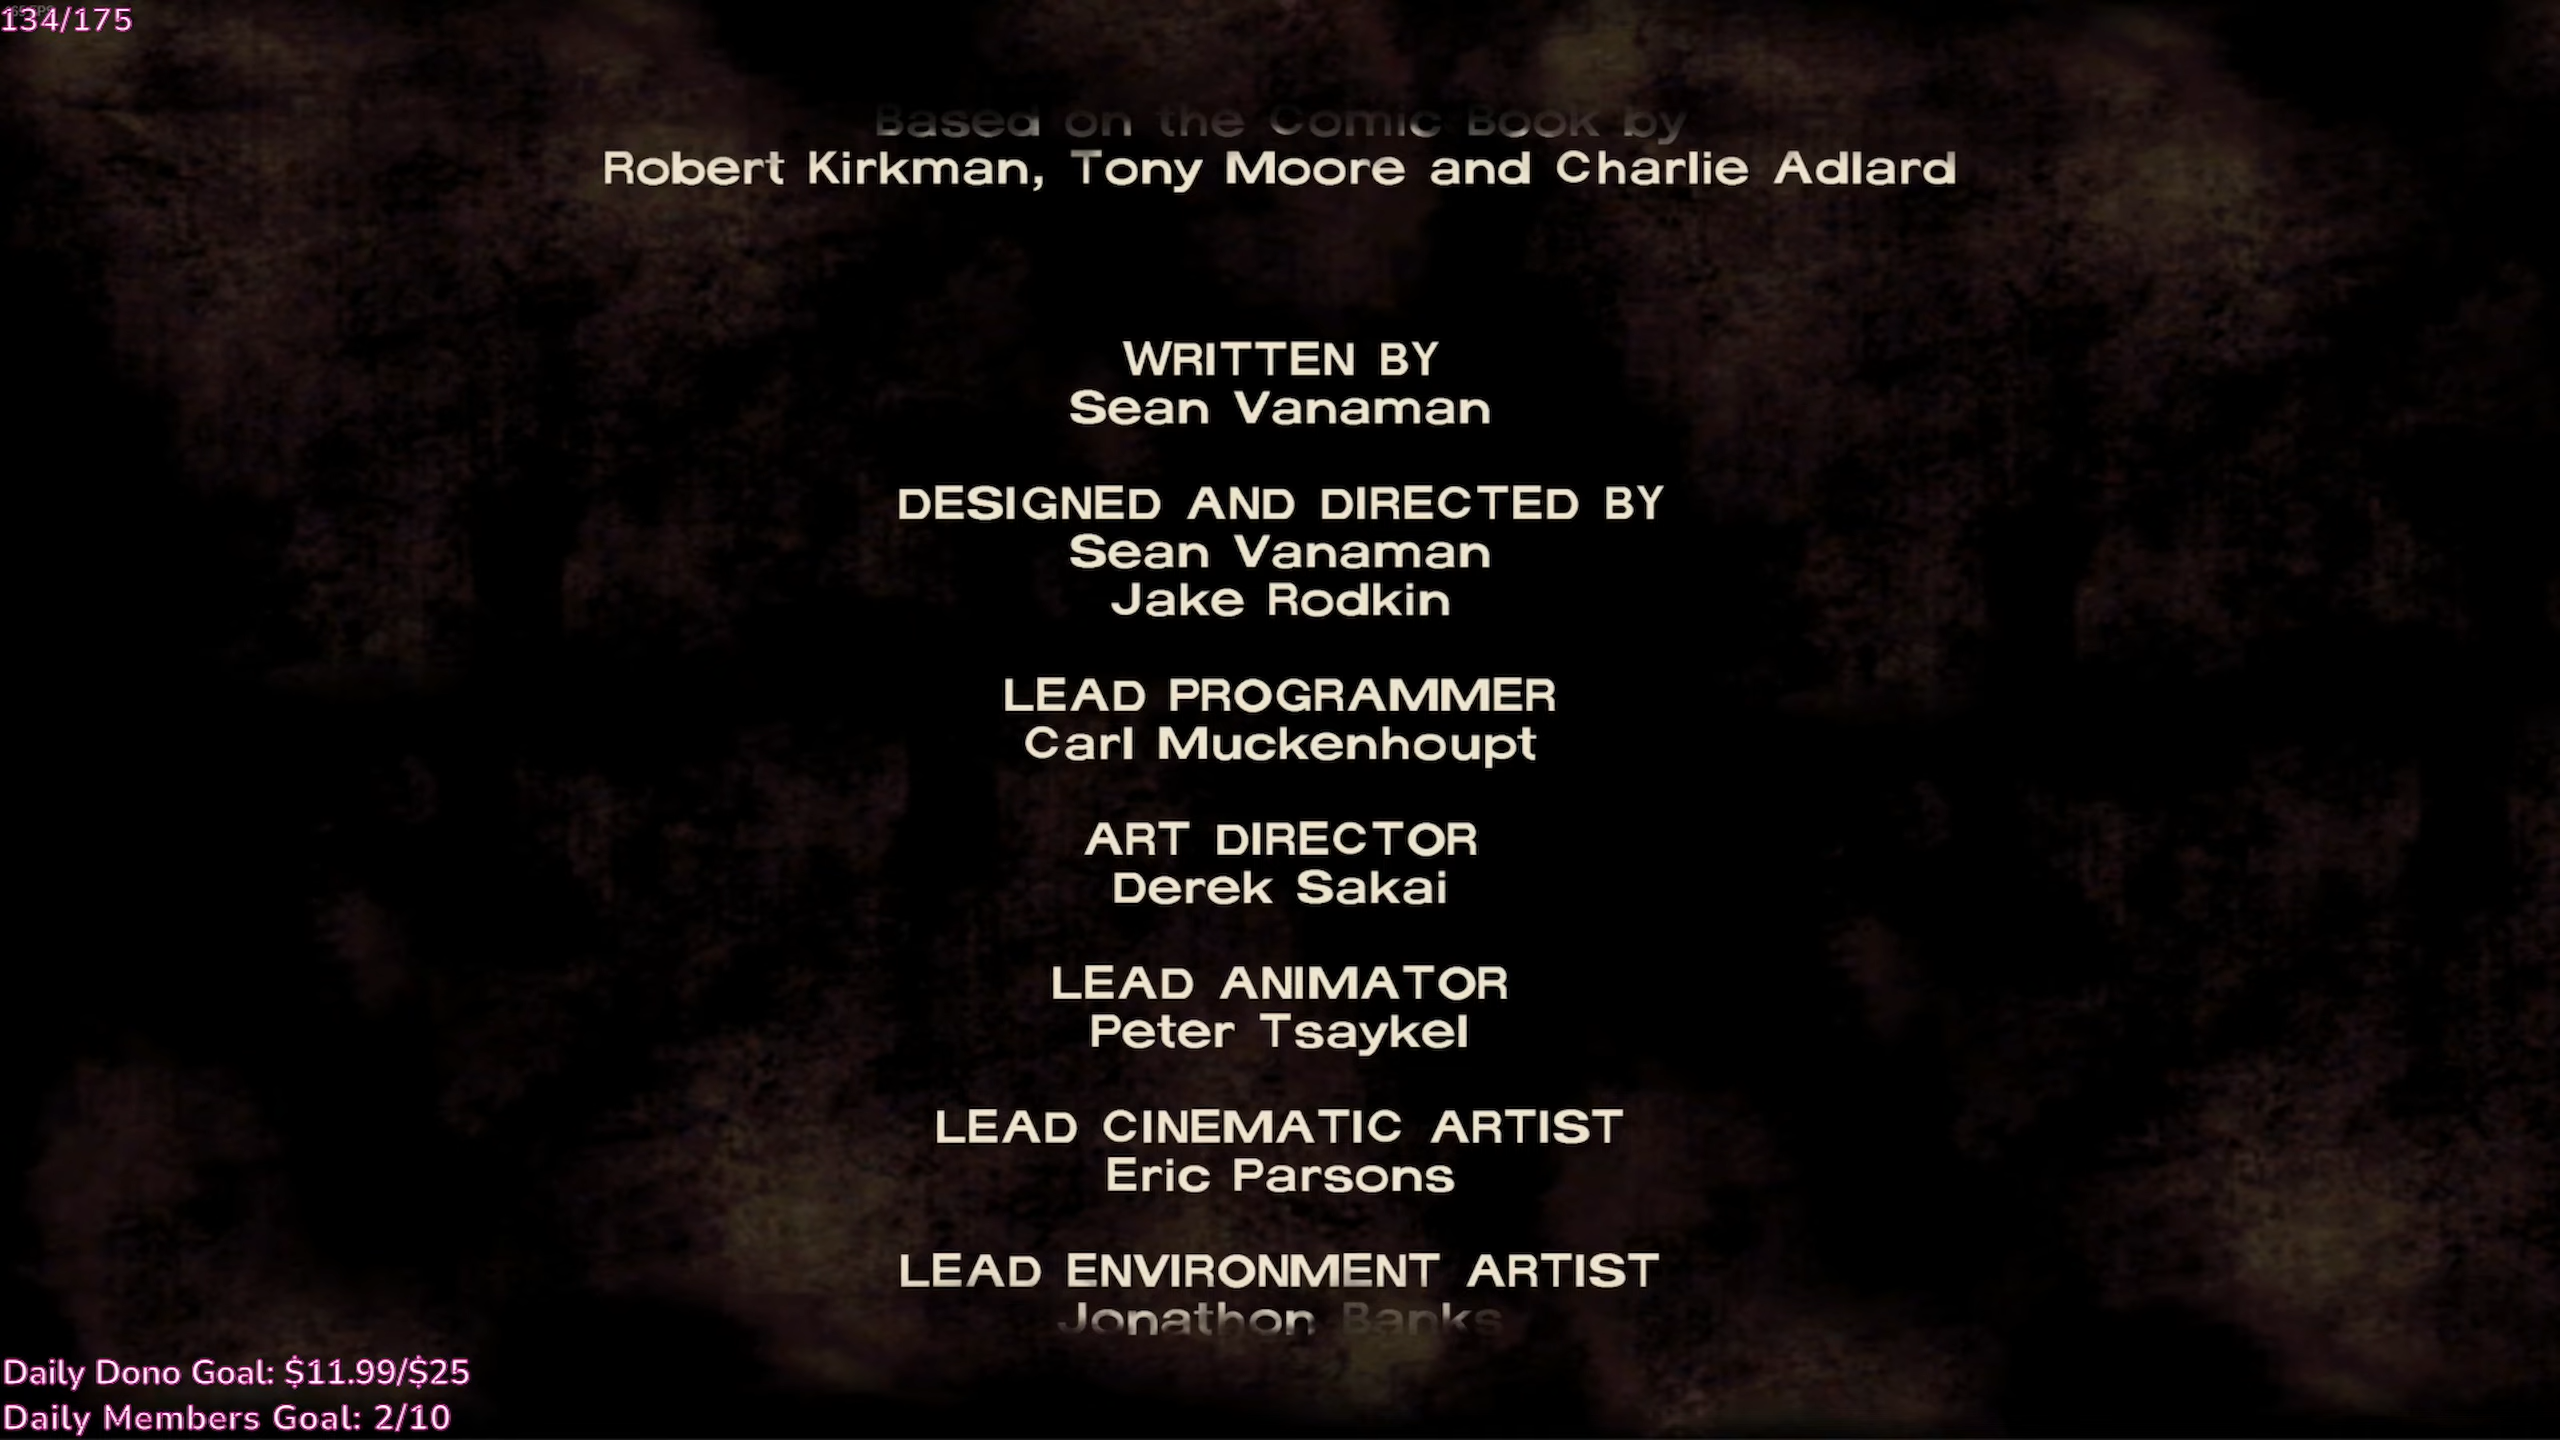 134/175
Based on the Comic Book by
Robert Kirkman, Tony Moore and Charlie Adlard
WRITTEN BY
Sean Vanaman
DESIGNED AND DIRECTED BY
Sean Vanaman
Jake Rodkin
LEAD PROGRAMMER
Carl Muckenhoupt
ART DIRECTOR
Derek Sakai
LEAD ANIMATOR
Peter Tsaykel
LEAD CINEMATIC ARTIST
Eric Parsons
LEAD ENVIRONMENT ARTIST
Jonathon Banks
Daily Dono Goal: $11.99/$25
Daily Members Goal: 2/10